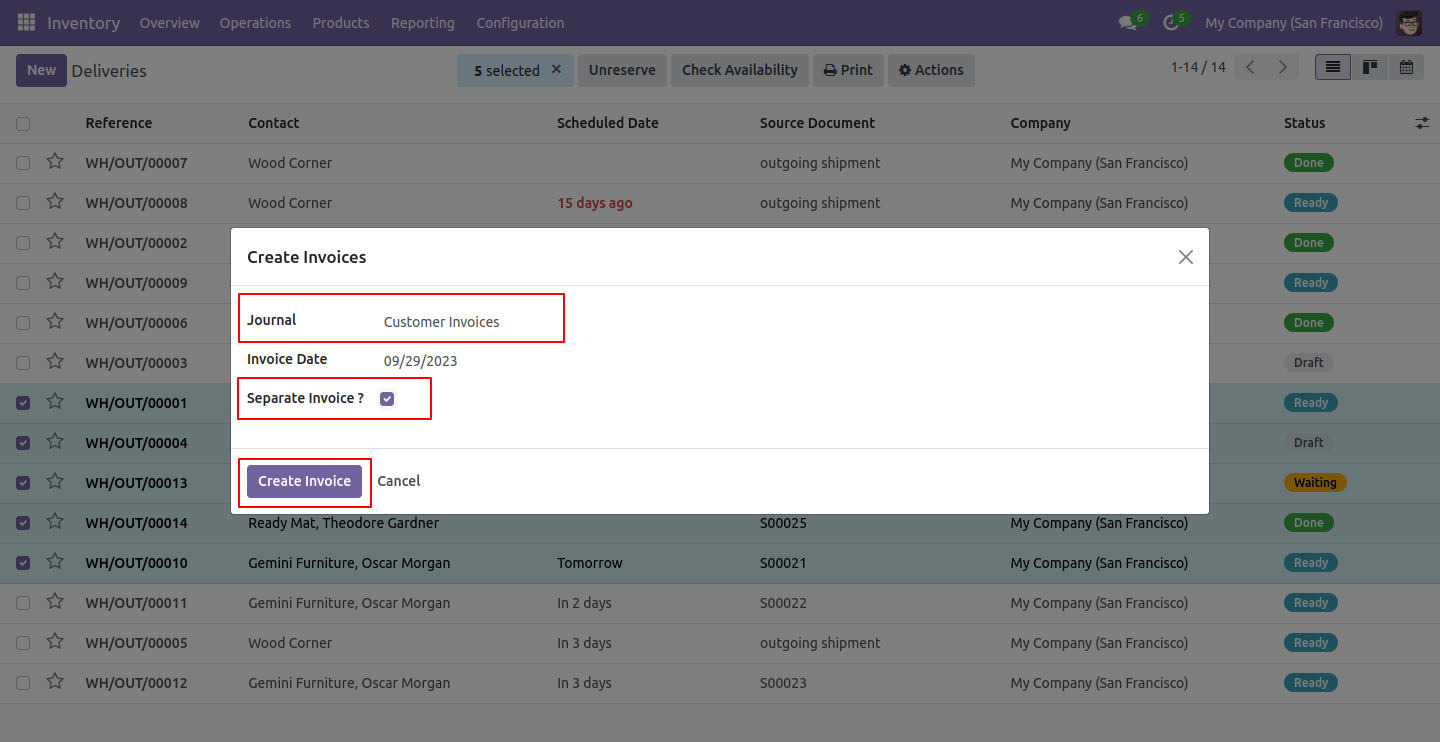 Inventory Overview Operations Products Reporting Configuration 6 5 My Company (San Francisco)
New Deliveries 5 selected × Unreserve Check Availability Print Actions 1-14 / 14
Reference Contact Scheduled Date Source Document Company Status
WH/OUT/00007 Wood Corner outgoing shipment My Company (San Francisco) Done
WH/OUT/00008 Wood Corner 15 days ago outgoing shipment My Company (San Francisco) Ready
WH/OUT/00002 Done
WH/OUT/00009 Ready
WH/OUT/00006 Done
WH/OUT/00003 Draft
WH/OUT/00001 Ready
WH/OUT/00004 Draft
WH/OUT/00013 Waiting
WH/OUT/00014 Ready Mat, Theodore Gardner S00025 My Company (San Francisco) Done
WH/OUT/00010 Gemini Furniture, Oscar Morgan Tomorrow S00021 My Company (San Francisco) Ready
WH/OUT/00011 Gemini Furniture, Oscar Morgan In 2 days S00022 My Company (San Francisco) Ready
WH/OUT/00005 Wood Corner In 3 days outgoing shipment My Company (San Francisco) Ready
WH/OUT/00012 Gemini Furniture, Oscar Morgan In 3 days S00023 My Company (San Francisco) Ready
Create Invoices
Journal Customer Invoices
Invoice Date 09/29/2023
Separate Invoice ?
Create Invoice Cancel